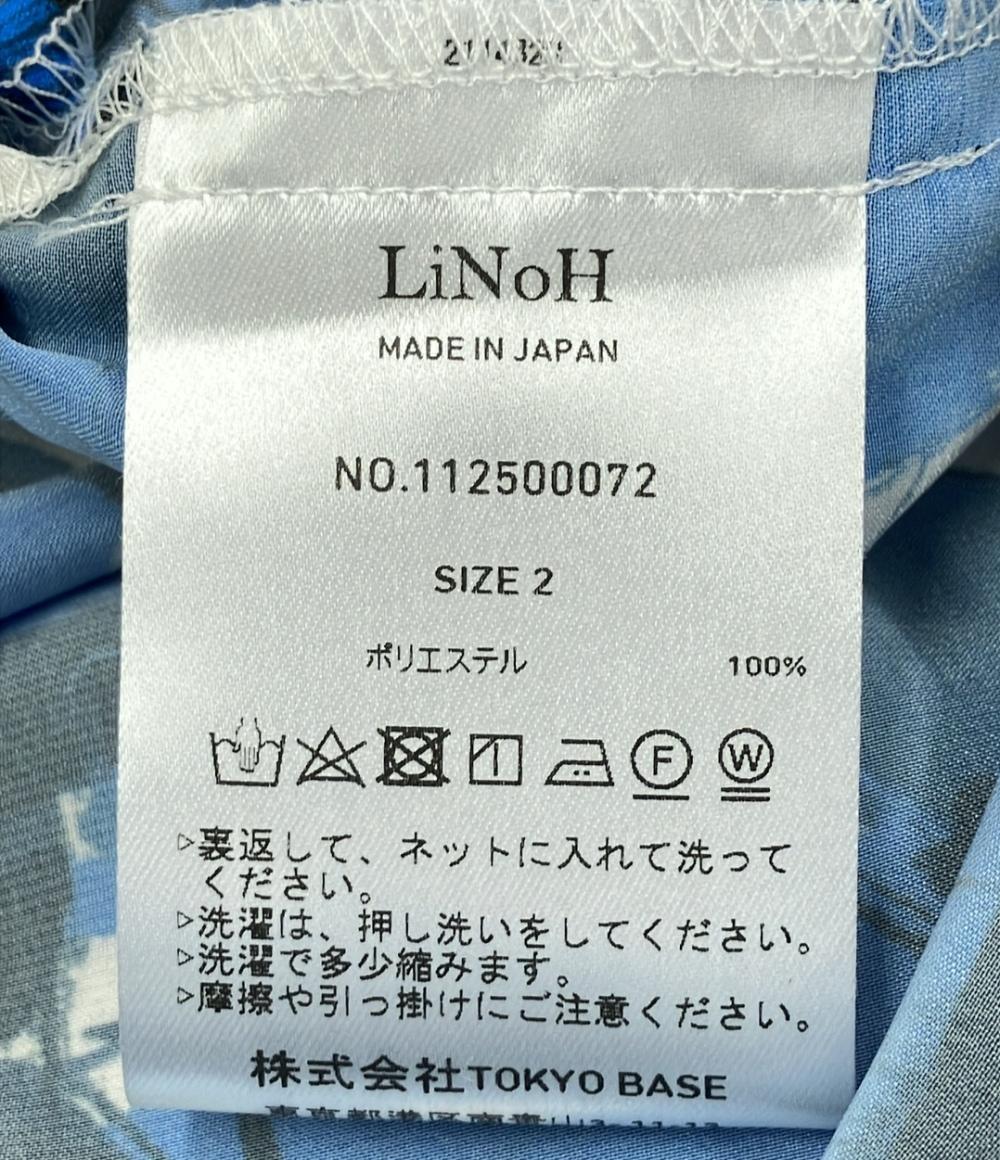 LiNoH
MADE IN JAPAN
NO.112500072
SIZE 2
ポリエステル 100%
F W
▷裏返して、ネットに入れて洗って
ください。
▷洗濯は、押し洗いをしてください。
▷洗濯で多少縮みます。
▷摩擦や引っ掛けにご注意ください。
株式会社TOKYO BASE